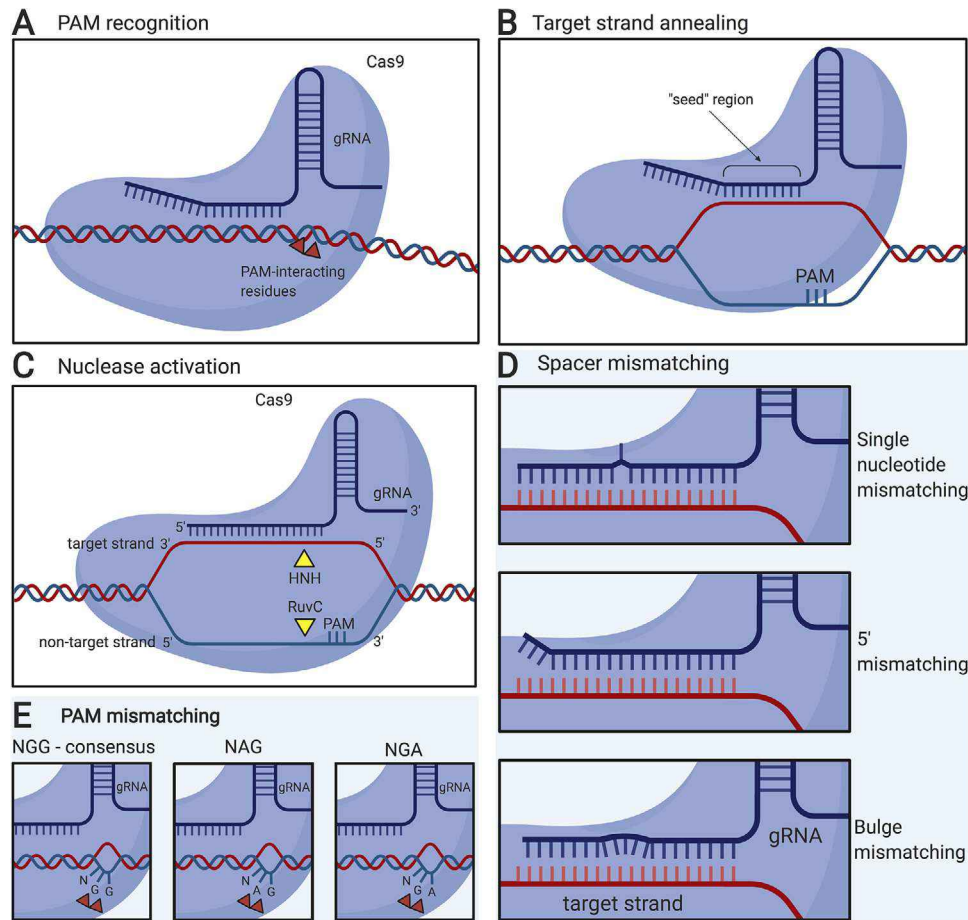 A PAM recognition
Cas9
gRNA
PAM-interacting
residues
B Target strand annealing
"seed" region
PAM
C Nuclease activation
Cas9
gRNA
3'
5'
target strand 3'
5'
HNH
RuvC
PAM
non-target strand 5'
3'
D Spacer mismatching
Single
nucleotide
mismatching
5'
mismatching
gRNA
Bulge
mismatching
target strand
E PAM mismatching
NGG - consensus
gRNA
N
G
G
NAG
gRNA
N
A
G
NGA
gRNA
N
G
A